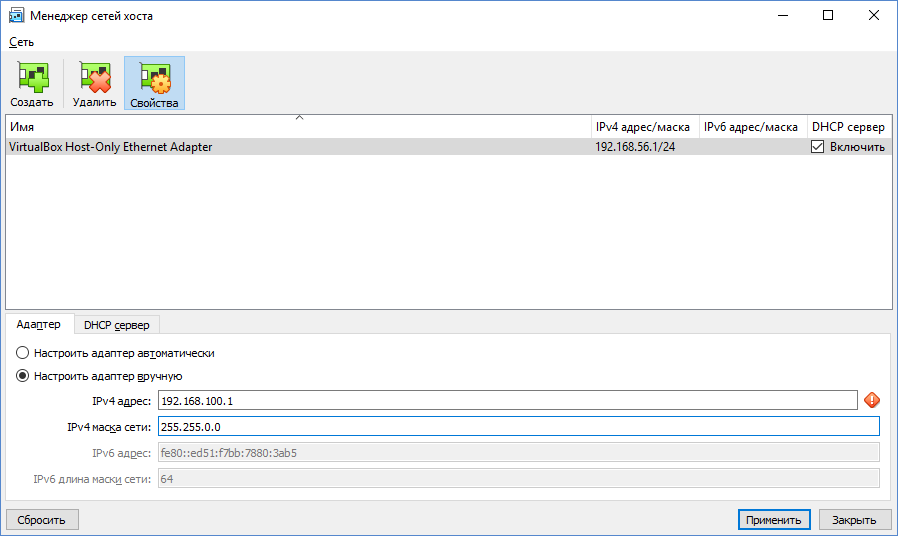 Менеджер сетей хоста
Сеть
Создать Удалить Свойства
Имя IPv4 адрес/маска IPv6 адрес/маска DHCP сервер
VirtualBox Host-Only Ethernet Adapter 192.168.56.1/24 Включить
Адаптер DHCP сервер
Настроить адаптер автоматически
Настроить адаптер вручную
IPv4 адрес: 192.168.100.1
IPv4 маска сети: 255.255.0.0
IPv6 адрес: fe80::ed51:f7bb:7880:3ab5
IPv6 длина маски сети: 64
Сбросить Применить Закрыть